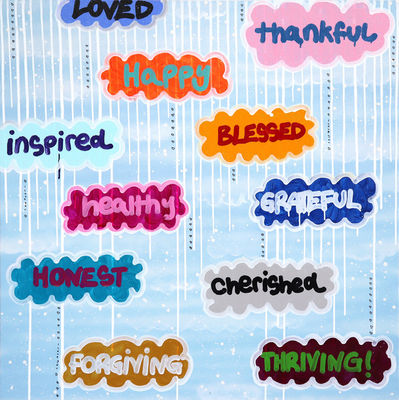 LOVED
thankful
Happy
BLESSED
inspired
healthy
GRATEFUL
HONEST
cherished
FORGIVING
THRIVING!